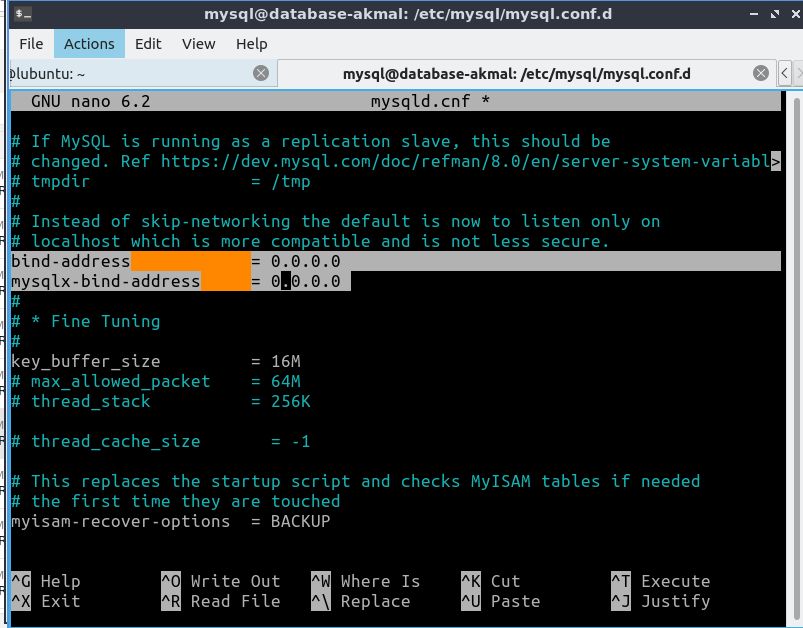 mysql@database-akmal: /etc/mysql/mysql.conf.d
File Actions Edit View Help
@lubuntu: ~ mysql@database-akmal: /etc/mysql/mysql.conf.d
GNU nano 6.2 mysqld.cnf *
# If MySQL is running as a replication slave, this should be
# changed. Ref https://dev.mysql.com/doc/refman/8.0/en/server-system-variabl>
# tmpdir = /tmp
#
# Instead of skip-networking the default is now to listen only on
# localhost which is more compatible and is not less secure.
bind-address = 0.0.0.0
mysqlx-bind-address = 0.0.0.0
#
# * Fine Tuning
#
key_buffer_size = 16M
# max_allowed_packet = 64M
# thread_stack = 256K
# thread_cache_size = -1
# This replaces the startup script and checks MyISAM tables if needed
# the first time they are touched
myisam-recover-options = BACKUP
^G Help ^O Write Out ^W Where Is ^K Cut ^T Execute
^X Exit ^R Read File ^\ Replace ^U Paste ^J Justify